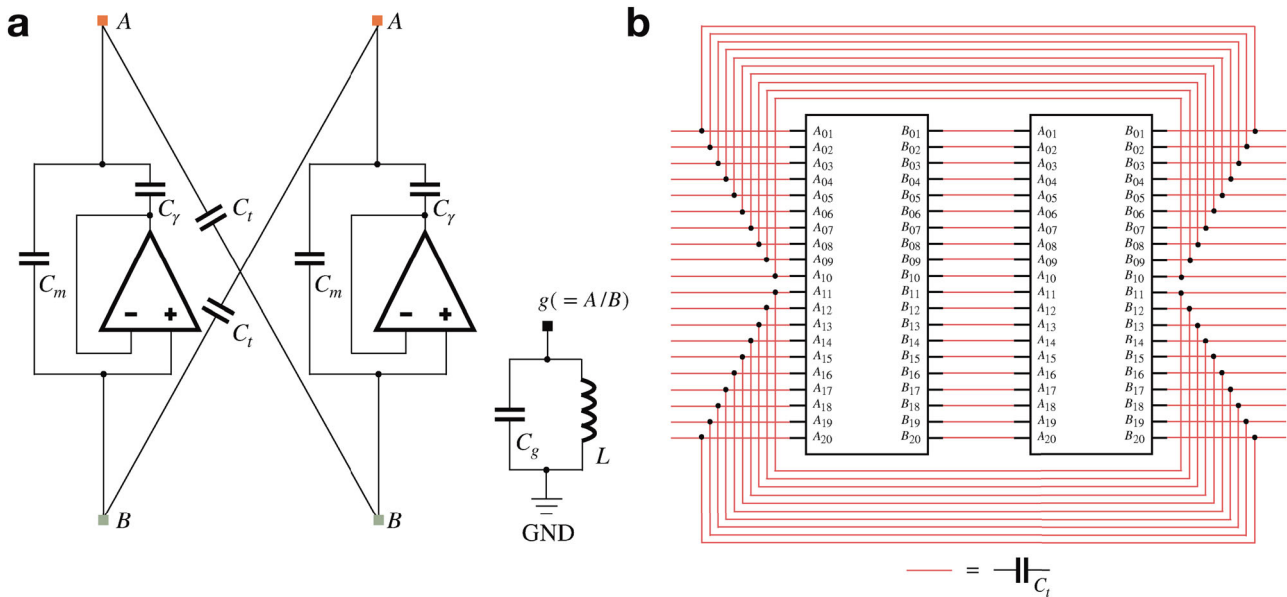 a
A A
C_γ C_t C_γ
C_m C_m
− + − +
C_t
g(= A/B)
C_g L
B B
GND
b
A_01 B_01 A_01 B_01
A_02 B_02 A_02 B_02
A_03 B_03 A_03 B_03
A_04 B_04 A_04 B_04
A_05 B_05 A_05 B_05
A_06 B_06 A_06 B_06
A_07 B_07 A_07 B_07
A_08 B_08 A_08 B_08
A_09 B_09 A_09 B_09
A_10 B_10 A_10 B_10
A_11 B_11 A_11 B_11
A_12 B_12 A_12 B_12
A_13 B_13 A_13 B_13
A_14 B_14 A_14 B_14
A_15 B_15 A_15 B_15
A_16 B_16 A_16 B_16
A_17 B_17 A_17 B_17
A_18 B_18 A_18 B_18
A_19 B_19 A_19 B_19
A_20 B_20 A_20 B_20
= C_t